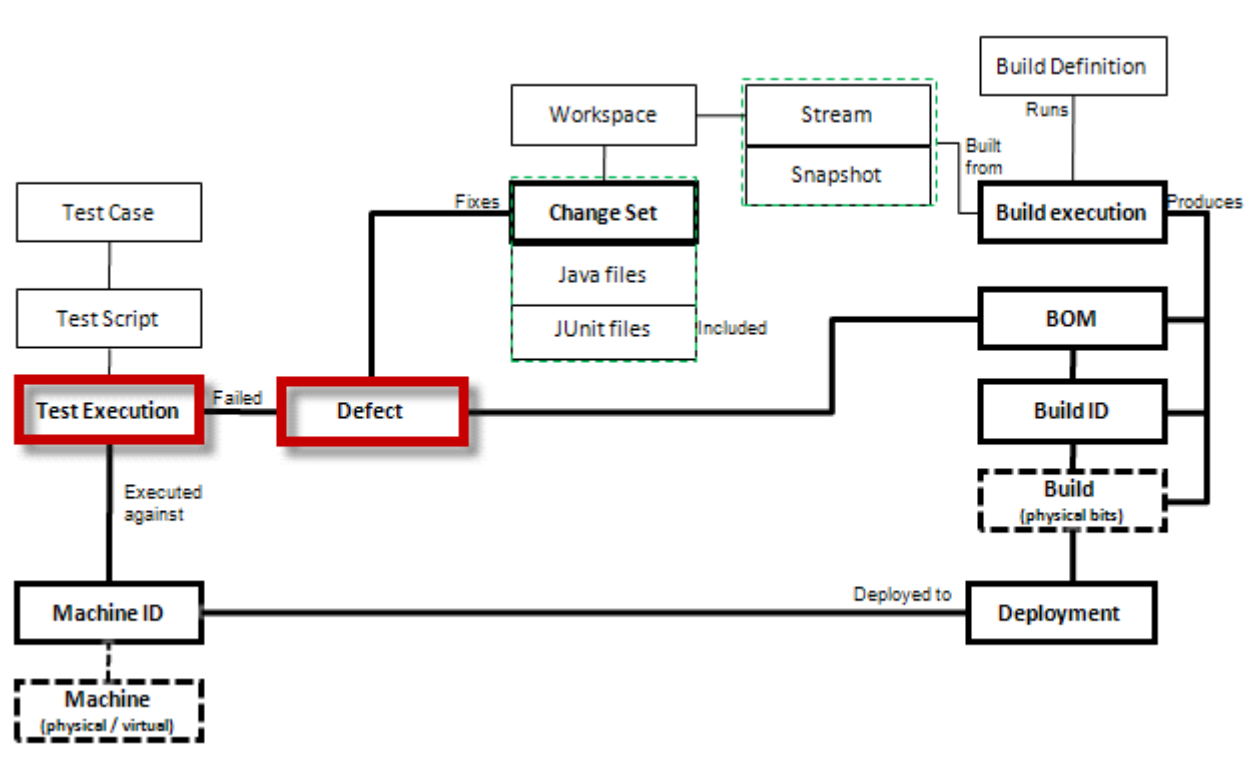 Build Definition
Runs
Workspace
Stream
Built
from
Snapshot
Test Case
Fixes
Change Set
Build execution
Produces
Java files
Test Script
JUnit files
Included
BOM
Test Execution
Failed
Defect
Build ID
Executed
against
Build
(physical bits)
Machine ID
Deployed to
Deployment
Machine
(physical / virtual)